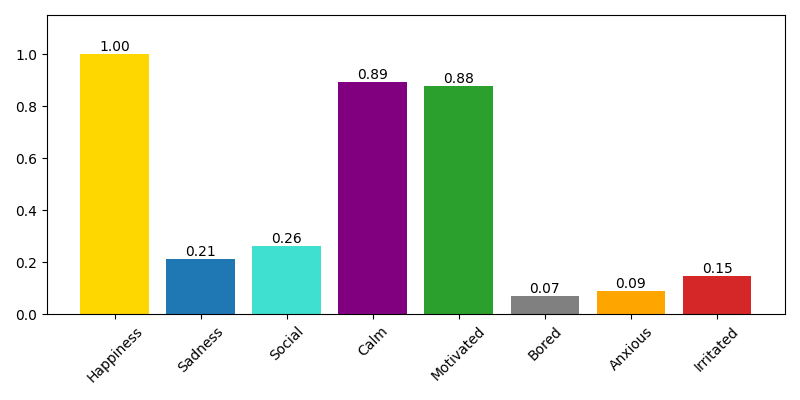 1.0
0.8
0.6
0.4
0.2
0.0
1.00
0.21
0.26
0.89
0.88
0.07
0.09
0.15
Happiness
Sadness
Social
Calm
Motivated
Bored
Anxious
Irritated